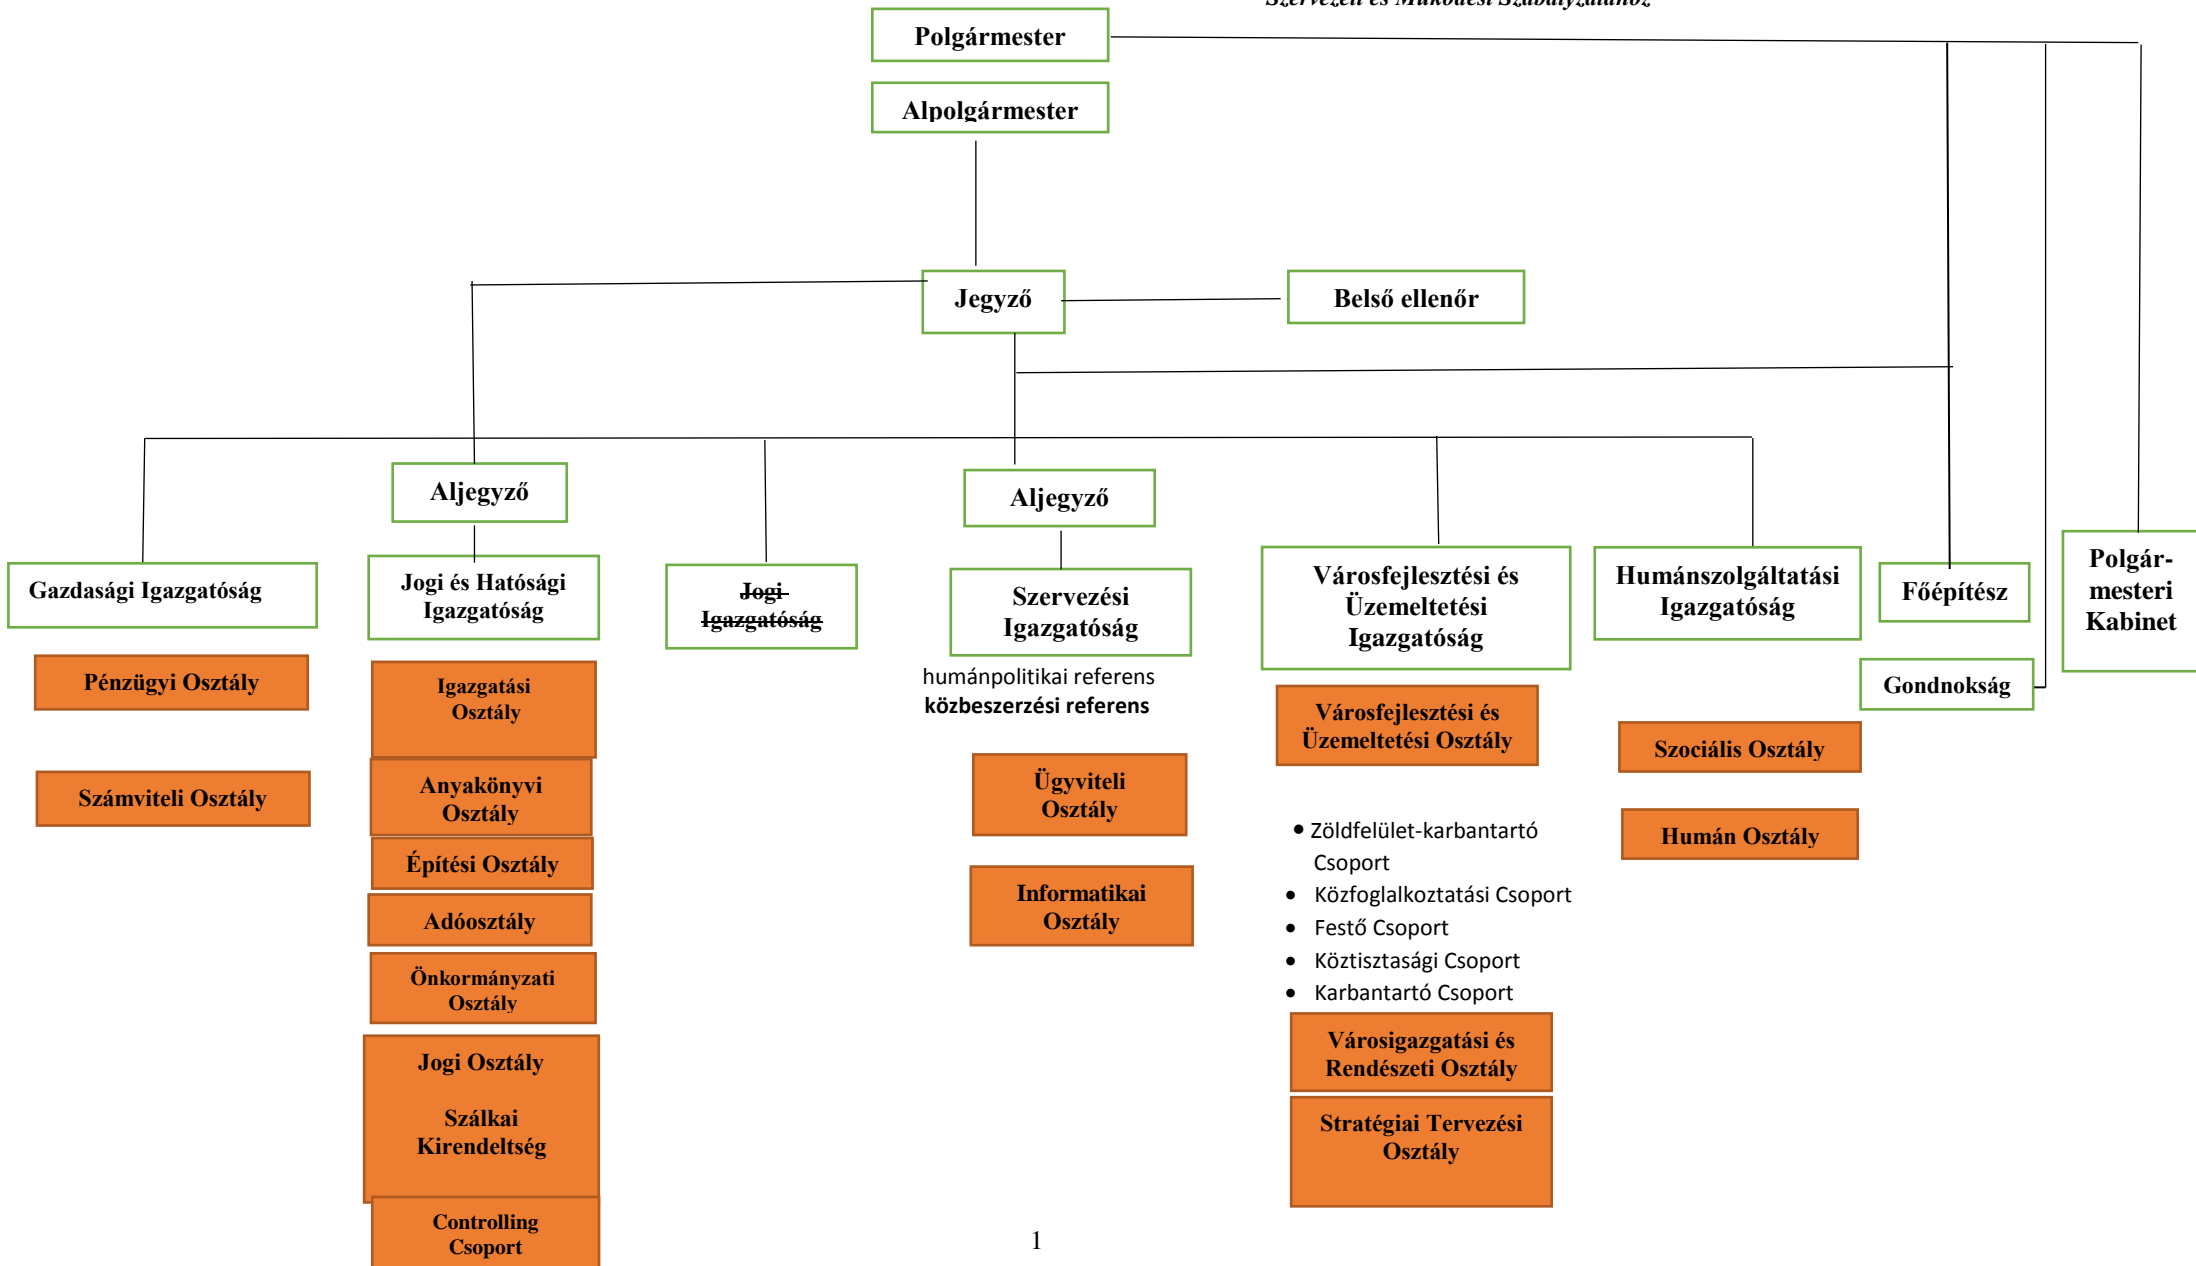 Szervezeti és Működési Szabályzatához
Polgármester
Alpolgármester
Jegyző
Belső ellenőr
Aljegyző
Aljegyző
Gazdasági Igazgatóság
Jogi és Hatósági
Igazgatóság
Jogi
Igazgatóság
Szervezési
Igazgatóság
humánpolitikai referens
közbeszerzési referens
Városfejlesztési és
Üzemeltetési
Igazgatóság
Humánszolgáltatási
Igazgatóság
Főépítész
Polgár-
mesteri
Kabinet
Gondnokság
Pénzügyi Osztály
Számviteli Osztály
Igazgatási
Osztály
Anyakönyvi
Osztály
Építési Osztály
Adóosztály
Önkormányzati
Osztály
Jogi Osztály
Szálkai
Kirendeltség
Controlling
Csoport
Ügyviteli
Osztály
Informatikai
Osztály
Városfejlesztési és
Üzemeltetési Osztály
• Zöldfelület-karbantartó
Csoport
• Közfoglalkoztatási Csoport
• Festő Csoport
• Köztisztasági Csoport
• Karbantartó Csoport
Városigazgatási és
Rendészeti Osztály
Stratégiai Tervezési
Osztály
Szociális Osztály
Humán Osztály
1